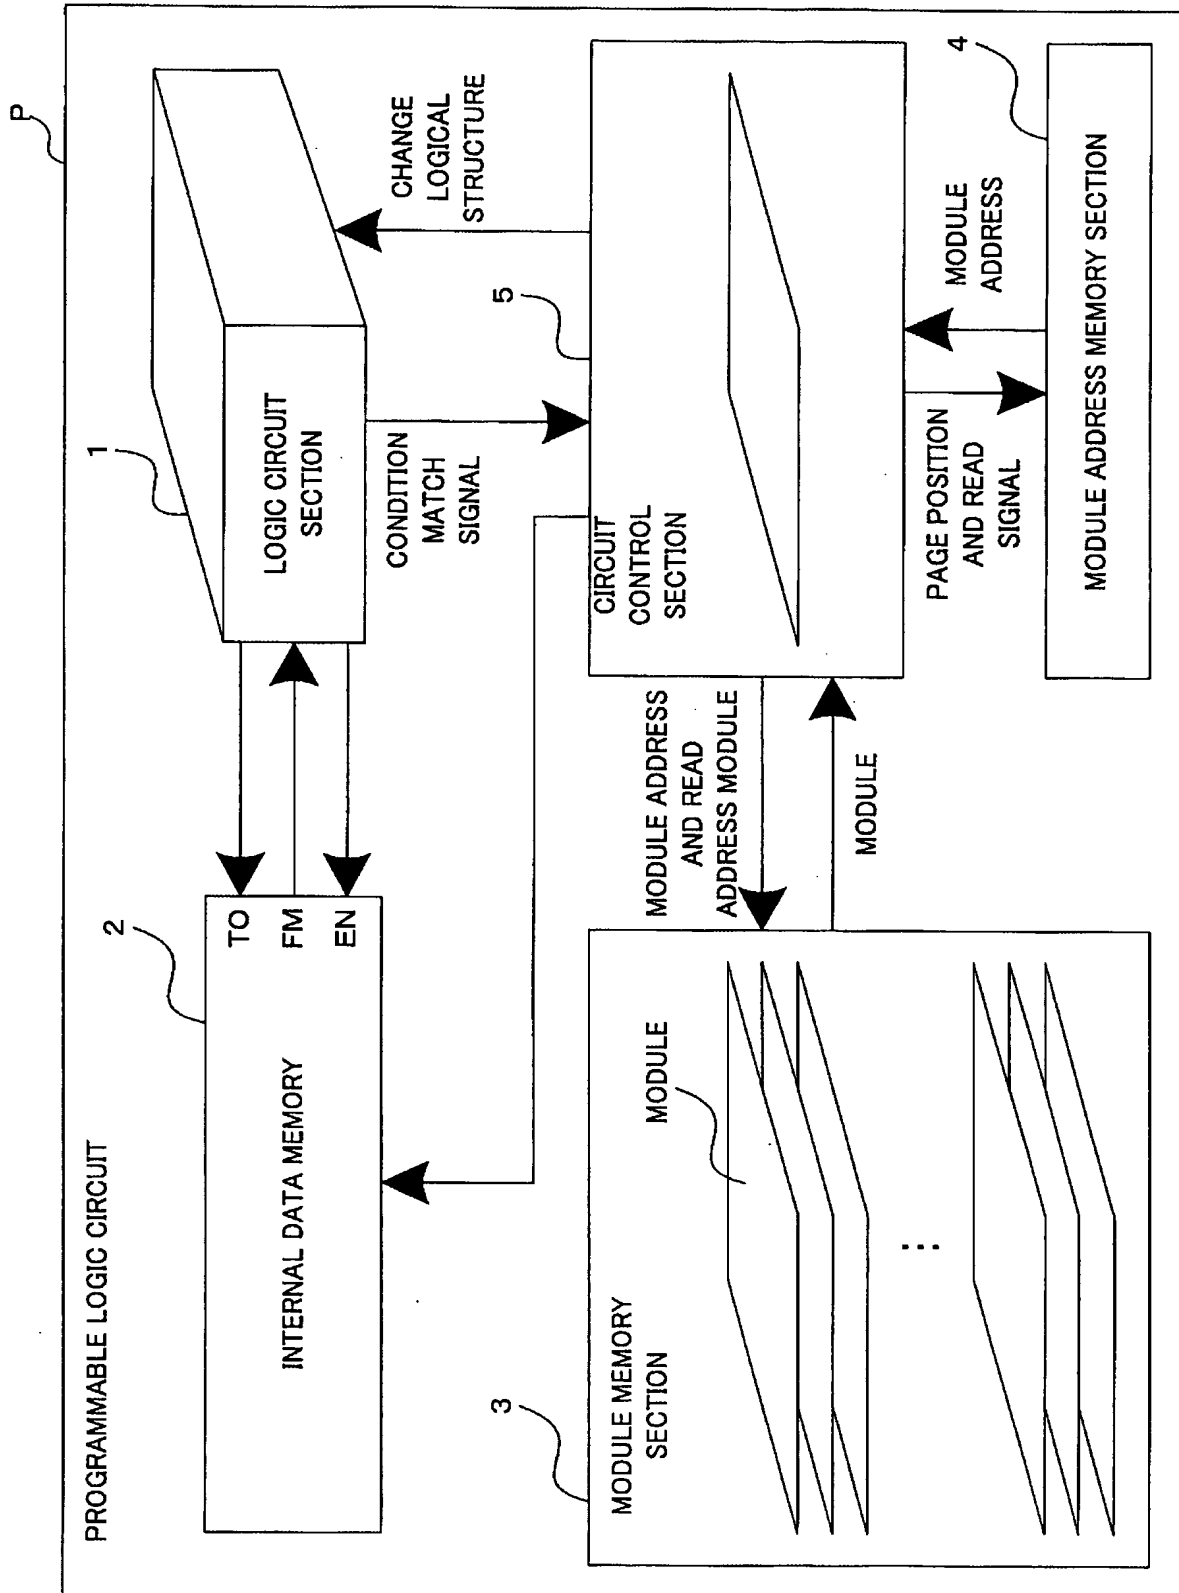 P
PROGRAMMABLE LOGIC CIRCUIT
2
INTERNAL DATA MEMORY
TO
FM
EN
1
LOGIC CIRCUIT
SECTION
CONDITION
MATCH
SIGNAL
CHANGE
LOGICAL
STRUCTURE
3
MODULE MEMORY
SECTION
MODULE
...
MODULE ADDRESS
AND READ
ADDRESS MODULE
MODULE
5
CIRCUIT
CONTROL
SECTION
PAGE POSITION
AND READ
SIGNAL
MODULE
ADDRESS
4
MODULE ADDRESS MEMORY SECTION